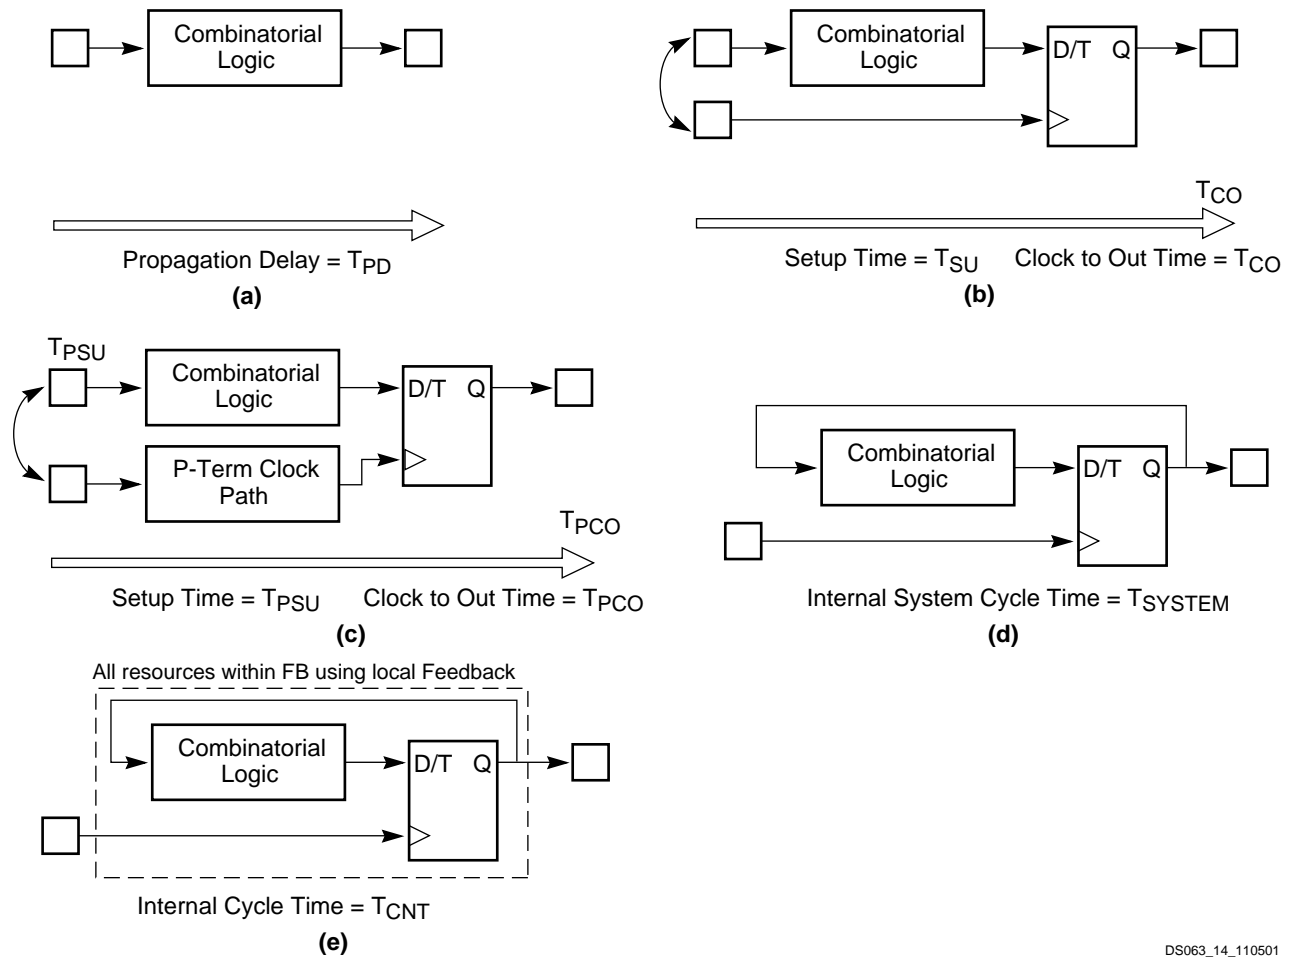 Combinatorial
Logic
Propagation Delay = TPD
(a)
Combinatorial
Logic
D/T Q
TCO
Setup Time = TSU Clock to Out Time = TCO
(b)
TPSU
Combinatorial
Logic
D/T Q
P-Term Clock
Path
TPCO
Setup Time = TPSU Clock to Out Time = TPCO
(c)
Combinatorial
Logic
D/T Q
Internal System Cycle Time = TSYSTEM
(d)
All resources within FB using local Feedback
Combinatorial
Logic
D/T Q
Internal Cycle Time = TCNT
(e)
DS063_14_110501